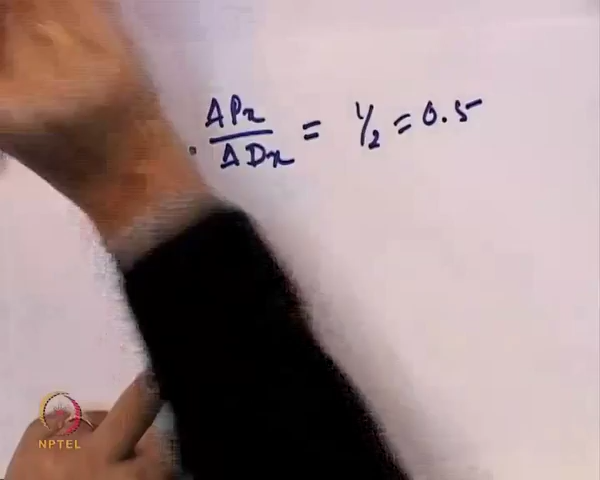 ΔPx / ΔDx = 1/2 = 0.5
NPTEL